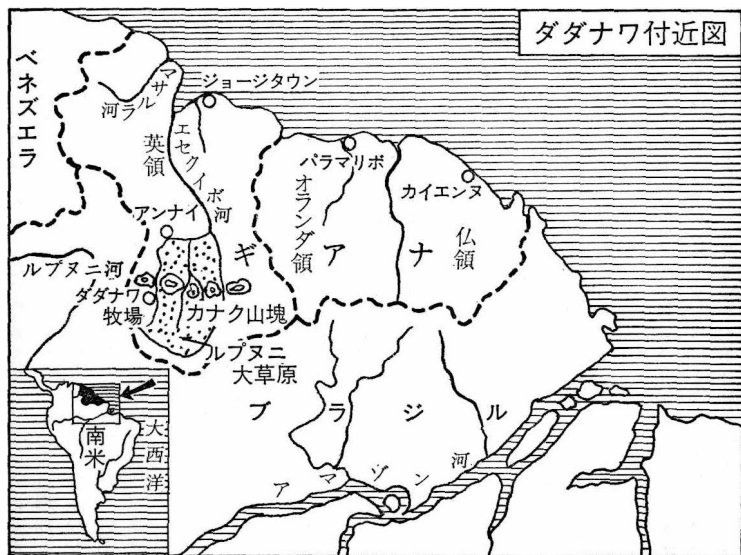 ダダナワ付近図
ベネズエラ
マサルラ河
ジョージタウン
エセクイボ河
英領
パラマリボ
オランダ領
カイエンヌ
仏領
ギアナ
アンナイ
ルプヌニ河
ダダナワ
牧場
カナク山塊
ルプヌニ
大草原
ブラジル
アマゾン河
南米
大西洋